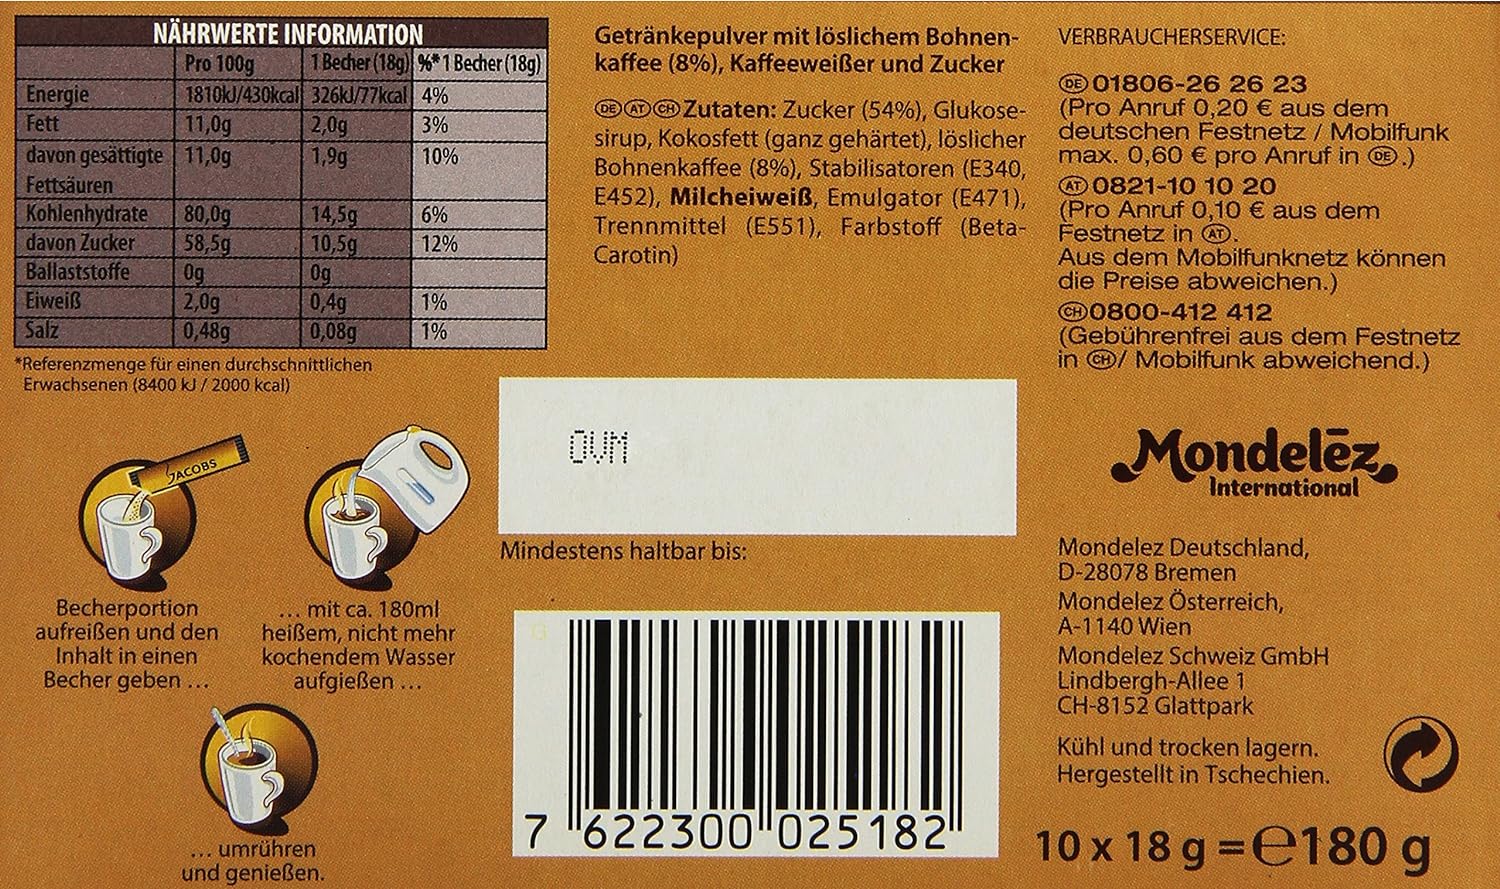 NÄHRWERTE INFORMATION
Pro 100g 1 Becher (18g) %* 1 Becher (18g)
Energie 1810kJ/430kcal 326kJ/77kcal 4%
Fett 11,0g 2,0g 3%
davon gesättigte 11,0g 1,9g 10%
Fettsäuren
Kohlenhydrate 80,0g 14,5g 6%
davon Zucker 58,5g 10,5g 12%
Ballaststoffe 0g 0g
Eiweiß 2,0g 0,4g 1%
Salz 0,48g 0,08g 1%
*Referenzmenge für einen durchschnittlichen
Erwachsenen (8400 kJ / 2000 kcal)
JACOBS
Becherportion
aufreißen und den
Inhalt in einen
Becher geben ...
... mit ca. 180ml
heißem, nicht mehr
kochendem Wasser
aufgießen ...
... umrühren
und genießen.
Getränkepulver mit löslichem Bohnen-
kaffee (8%), Kaffeeweißer und Zucker
DE AT CH Zutaten: Zucker (54%), Glukose-
sirup, Kokosfett (ganz gehärtet), löslicher
Bohnenkaffee (8%), Stabilisatoren (E340,
E452), Milcheiweiß, Emulgator (E471),
Trennmittel (E551), Farbstoff (Beta-
Carotin)
OVM
Mindestens haltbar bis:
G
7 622300 025182
VERBRAUCHERSERVICE:
DE 01806-26 26 23
(Pro Anruf 0,20 € aus dem
deutschen Festnetz / Mobilfunk
max. 0,60 € pro Anruf in DE.)
AT 0821-10 10 20
(Pro Anruf 0,10 € aus dem
Festnetz in AT.
Aus dem Mobilfunknetz können
die Preise abweichen.)
CH 0800-412 412
(Gebührenfrei aus dem Festnetz
in CH/ Mobilfunk abweichend.)
Mondelēz
International
Mondelez Deutschland,
D-28078 Bremen
Mondelez Österreich,
A-1140 Wien
Mondelez Schweiz GmbH
Lindbergh-Allee 1
CH-8152 Glattpark
Kühl und trocken lagern.
Hergestellt in Tschechien.
10 x 18 g = ℮180 g